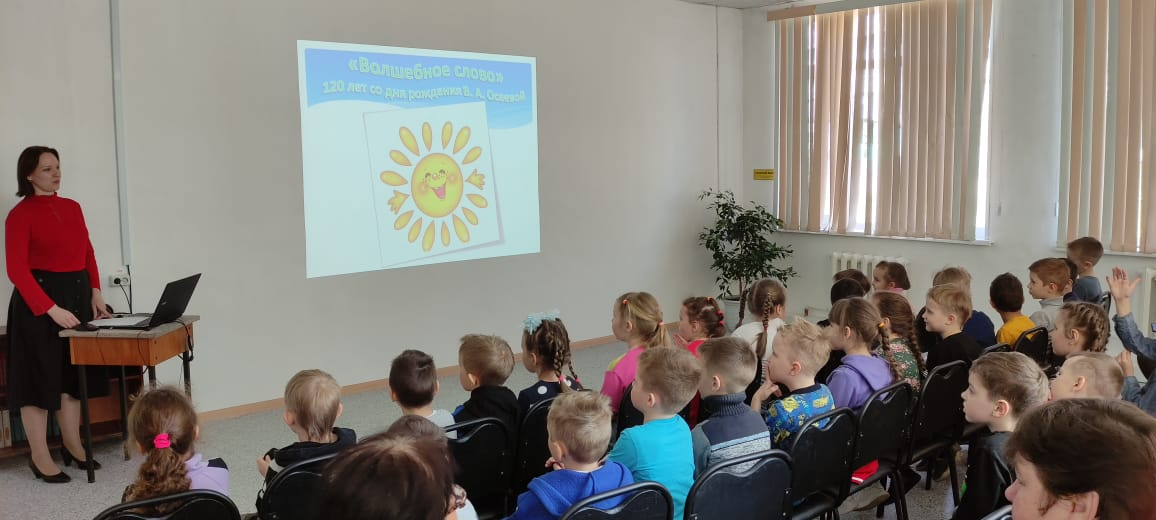 «Волшебное слово»
120 лет со дня рождения В. А. Осеевой